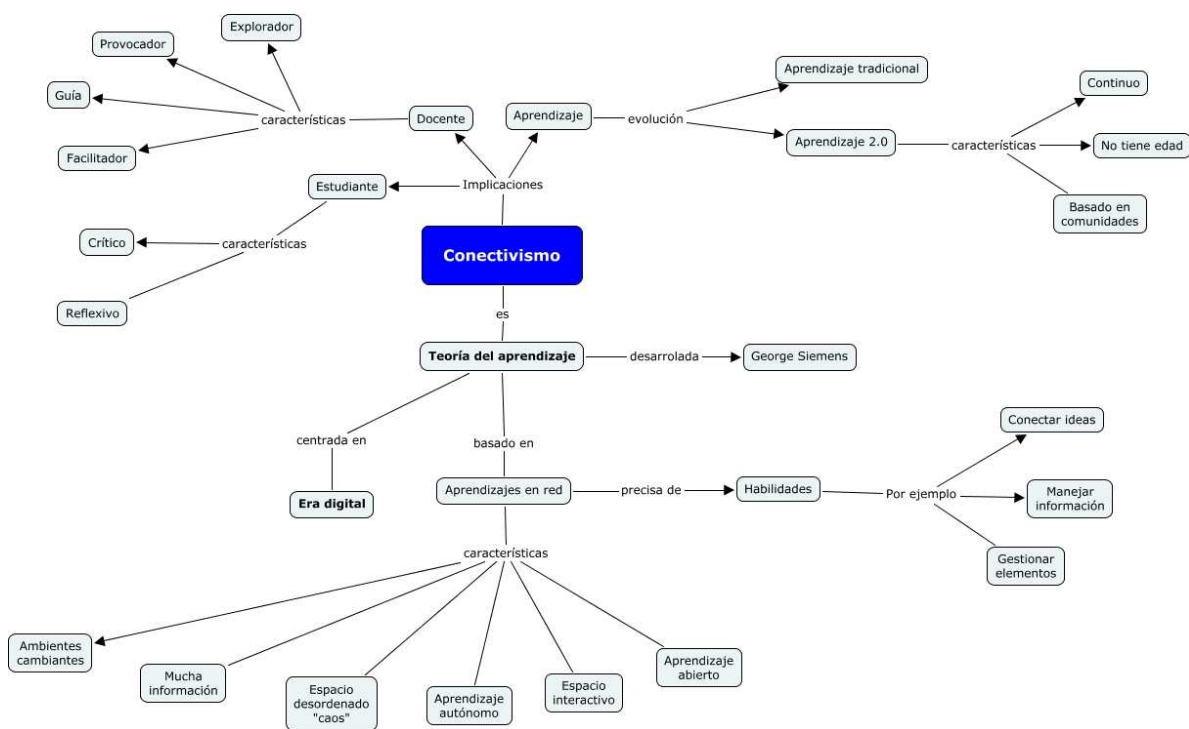 Explorador
Provocador
Guía
características
Docente
Facilitador
Aprendizaje
evolución
Aprendizaje tradicional
Aprendizaje 2.0
características
Continuo
No tiene edad
Basado en
comunidades
Estudiante
Implicaciones
Crítico
características
Reflexivo
Conectivismo
es
Teoría del aprendizaje
desarrolada
George Siemens
centrada en
basado en
Era digital
Aprendizajes en red
precisa de
Habilidades
Por ejemplo
Conectar ideas
Manejar
información
Gestionar
elementos
características
Ambientes
cambiantes
Mucha
información
Espacio
desordenado
"caos"
Aprendizaje
autónomo
Espacio
interactivo
Aprendizaje
abierto